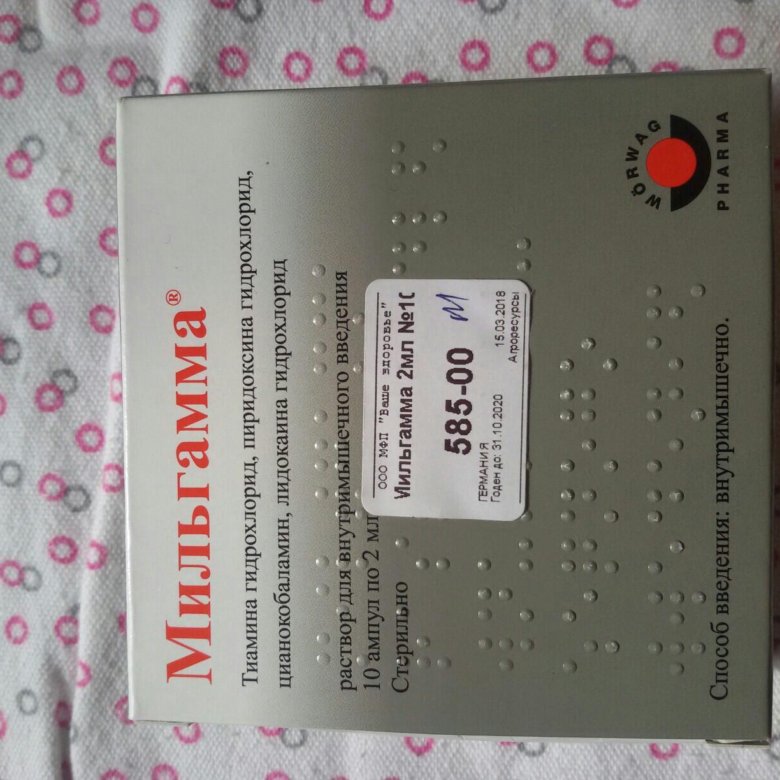 Мильгамма®
Тиамина гидрохлорид, пиридоксина гидрохлорид,
цианокобаламин, лидокаина гидрохлорид
раствор для внутримышечного введения
10 ампул по 2 мл
Стерильно
ООО МФП "Ваше здоровье"
Мильгамма 2мл №10
585-00
ГЕРМАНИЯ 15.03.2018
Годен до: 31.10.2020 Агроресурсы
Способ введения: внутримышечно.
WÖRWAG
PHARMA